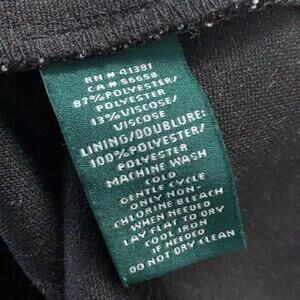 RN# 41381
CA# 56658
87%POLYESTER/
POLYESTER
13%VISCOSE/
VISCOSE
LINING/DOUBLURE:
100%POLYESTER/
POLYESTER
MACHINE WASH
COLD
GENTLE CYCLE
ONLY NON
CHLORINE BLEACH
WHEN NEEDED
LAY FLAT TO DRY
COOL IRON
IF NEEDED
DO NOT DRY CLEAN